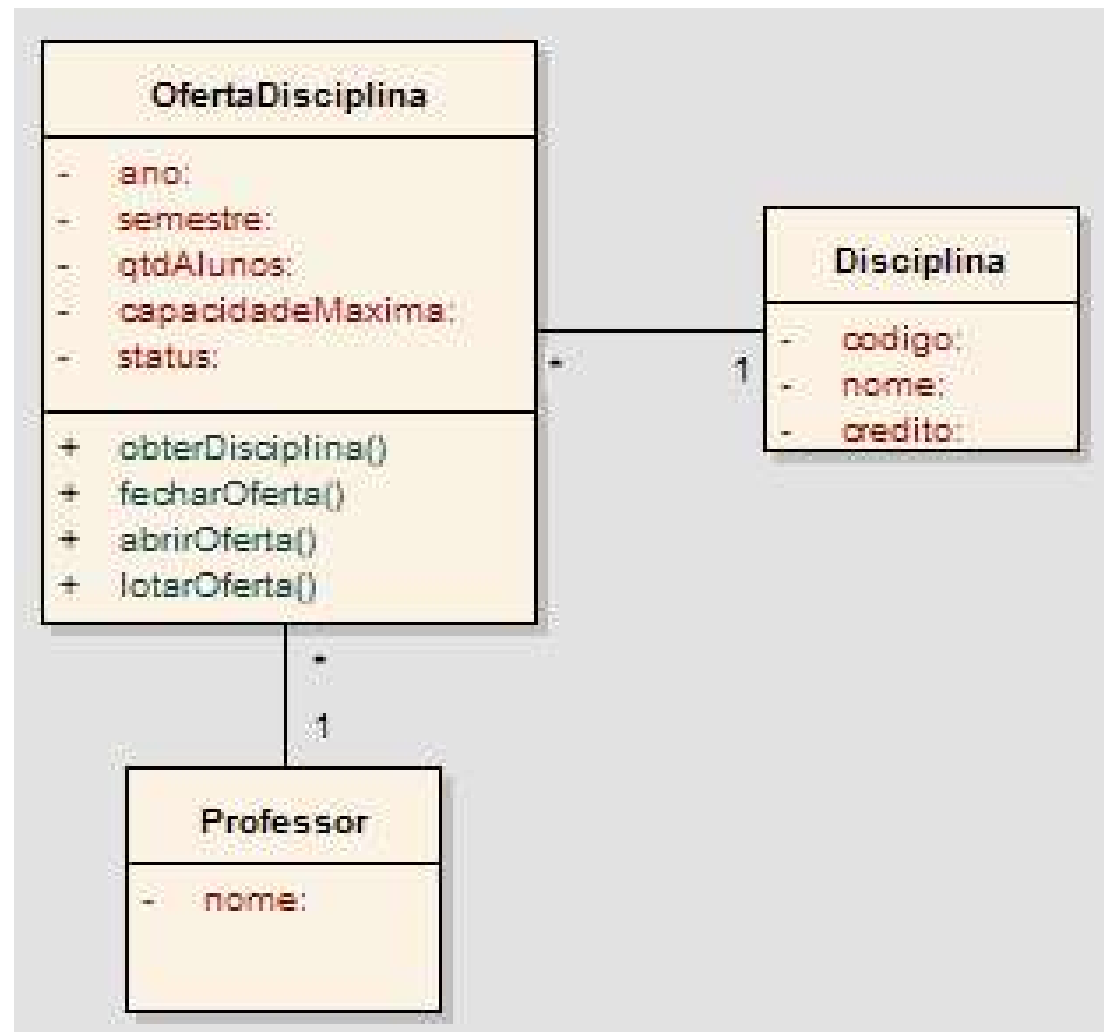 OfertaDisciplina
- ano:
- semestre:
- qtdAlunos:
- capacidadeMaxima:
- status:
+ obterDisciplina()
+ fecharOferta()
+ abrirOferta()
+ lotarOferta()
* 1
Disciplina
- codigo:
- nome:
- credito:
*
1
Professor
- nome: